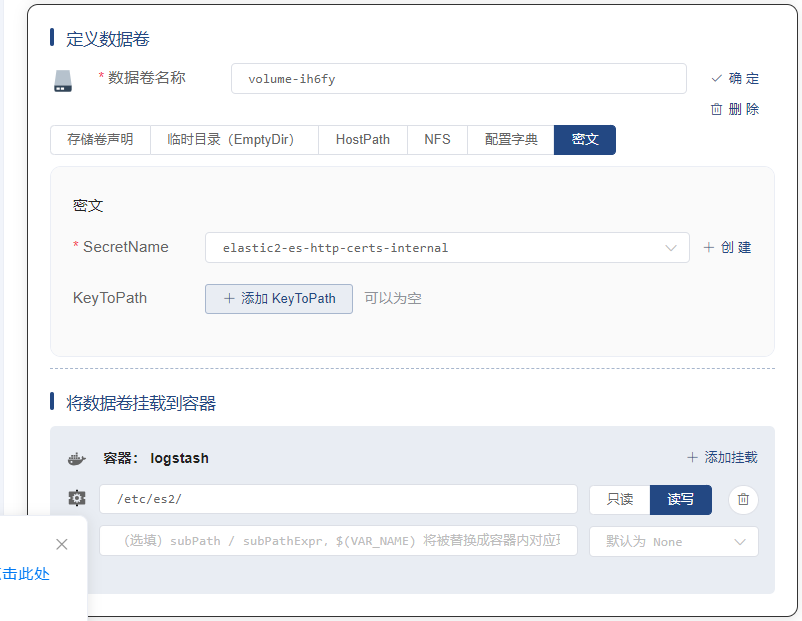 定义数据卷
* 数据卷名称 volume-ih6fy 确 定
删 除
存储卷声明 临时目录（EmptyDir） HostPath NFS 配置字典 密文
密文
* SecretName elastic2-es-http-certs-internal + 创 建
KeyToPath + 添加 KeyToPath 可以为空
将数据卷挂载到容器
容器： logstash + 添加挂载
/etc/es2/ 只读 读写
（选填）subPath / subPathExpr，$(VAR_NAME) 将被替换成容器内对应 默认为 None
击此处